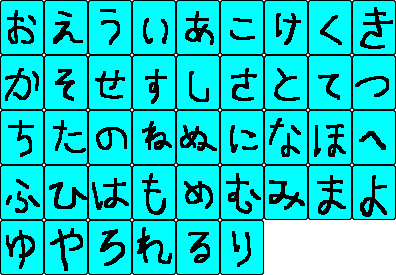 おえういあこけくき
かそせすしさとてつ
ちたのねぬになほへ
ふひはもめむみまよ
ゆやろれるり